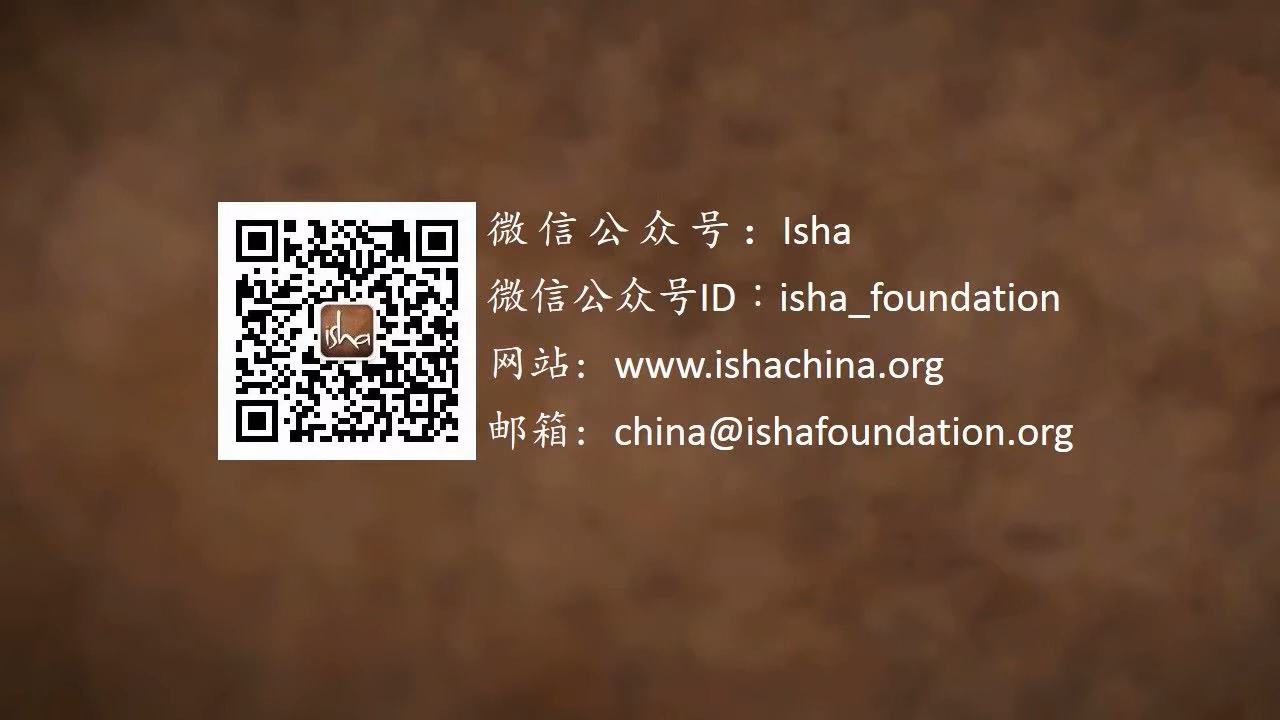 微信公众号：Isha
微信公众号ID：isha_foundation
网站：www.ishachina.org
邮箱：china@ishafoundation.org
isha